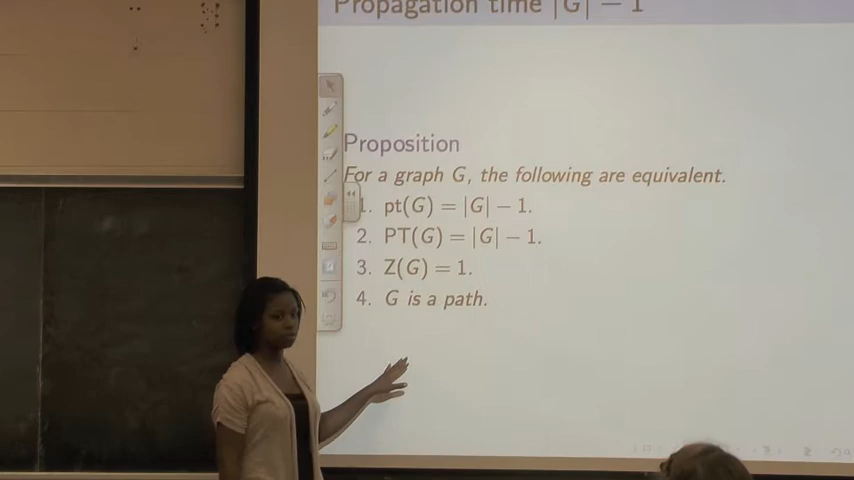 Propagation time |G| − 1
Proposition
For a graph G, the following are equivalent.
1. pt(G) = |G| − 1.
2. PT(G) = |G| − 1.
3. Z(G) = 1.
4. G is a path.